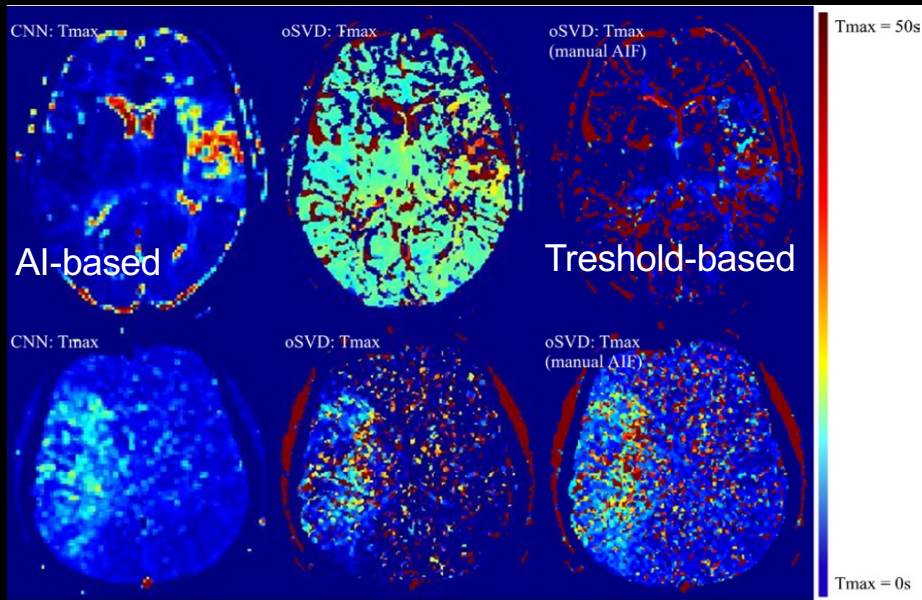 CNN: Tmax
oSVD: Tmax
oSVD: Tmax
(manual AIF)
Tmax = 50s
AI-based
Treshold-based
CNN: Tmax
oSVD: Tmax
oSVD: Tmax
(manual AIF)
Tmax = 0s